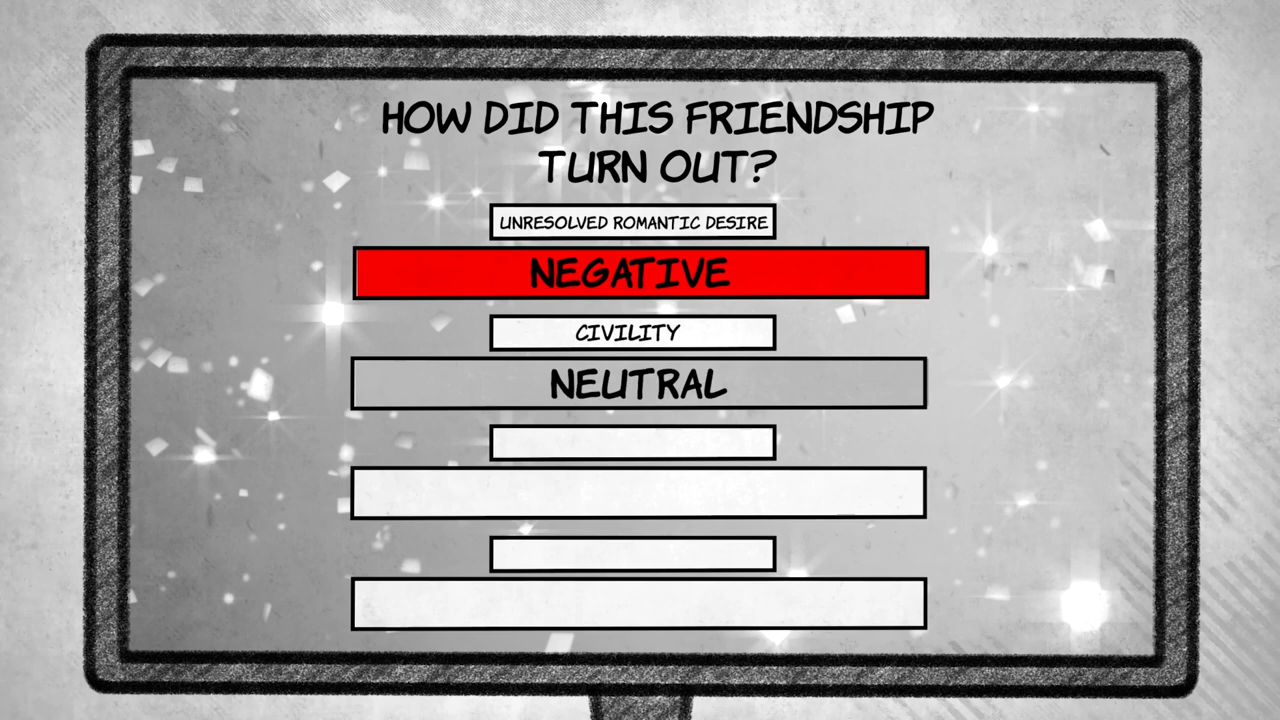 HOW DID THIS FRIENDSHIP
TURN OUT?
UNRESOLVED ROMANTIC DESIRE
NEGATIVE
CIVILITY
NEUTRAL